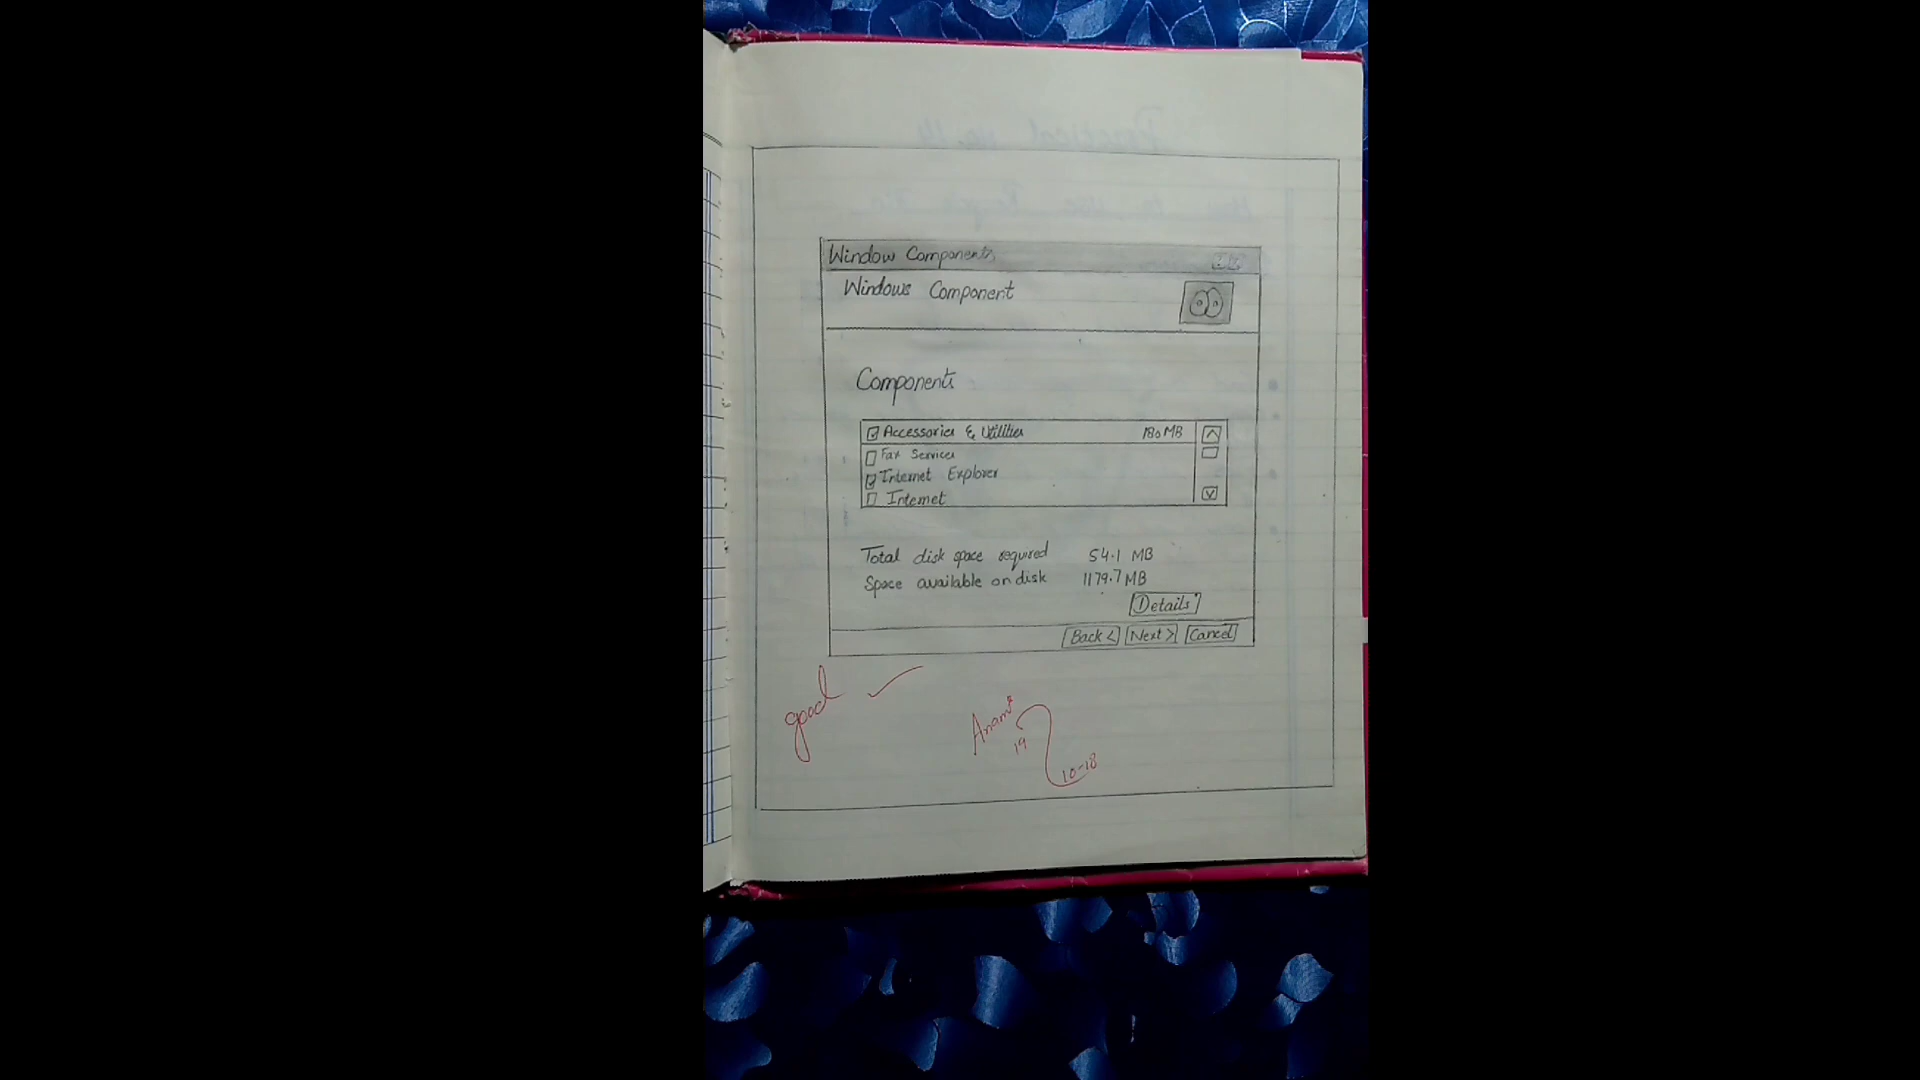 Window Components
Windows Component
Components
Accessories & Utilities 180 MB
Fax Services
Internet Explorer
Internet
Total disk space required 54.1 MB
Space available on disk 1179.7 MB
Details
Back < Next > Cancel
good
19
10-18